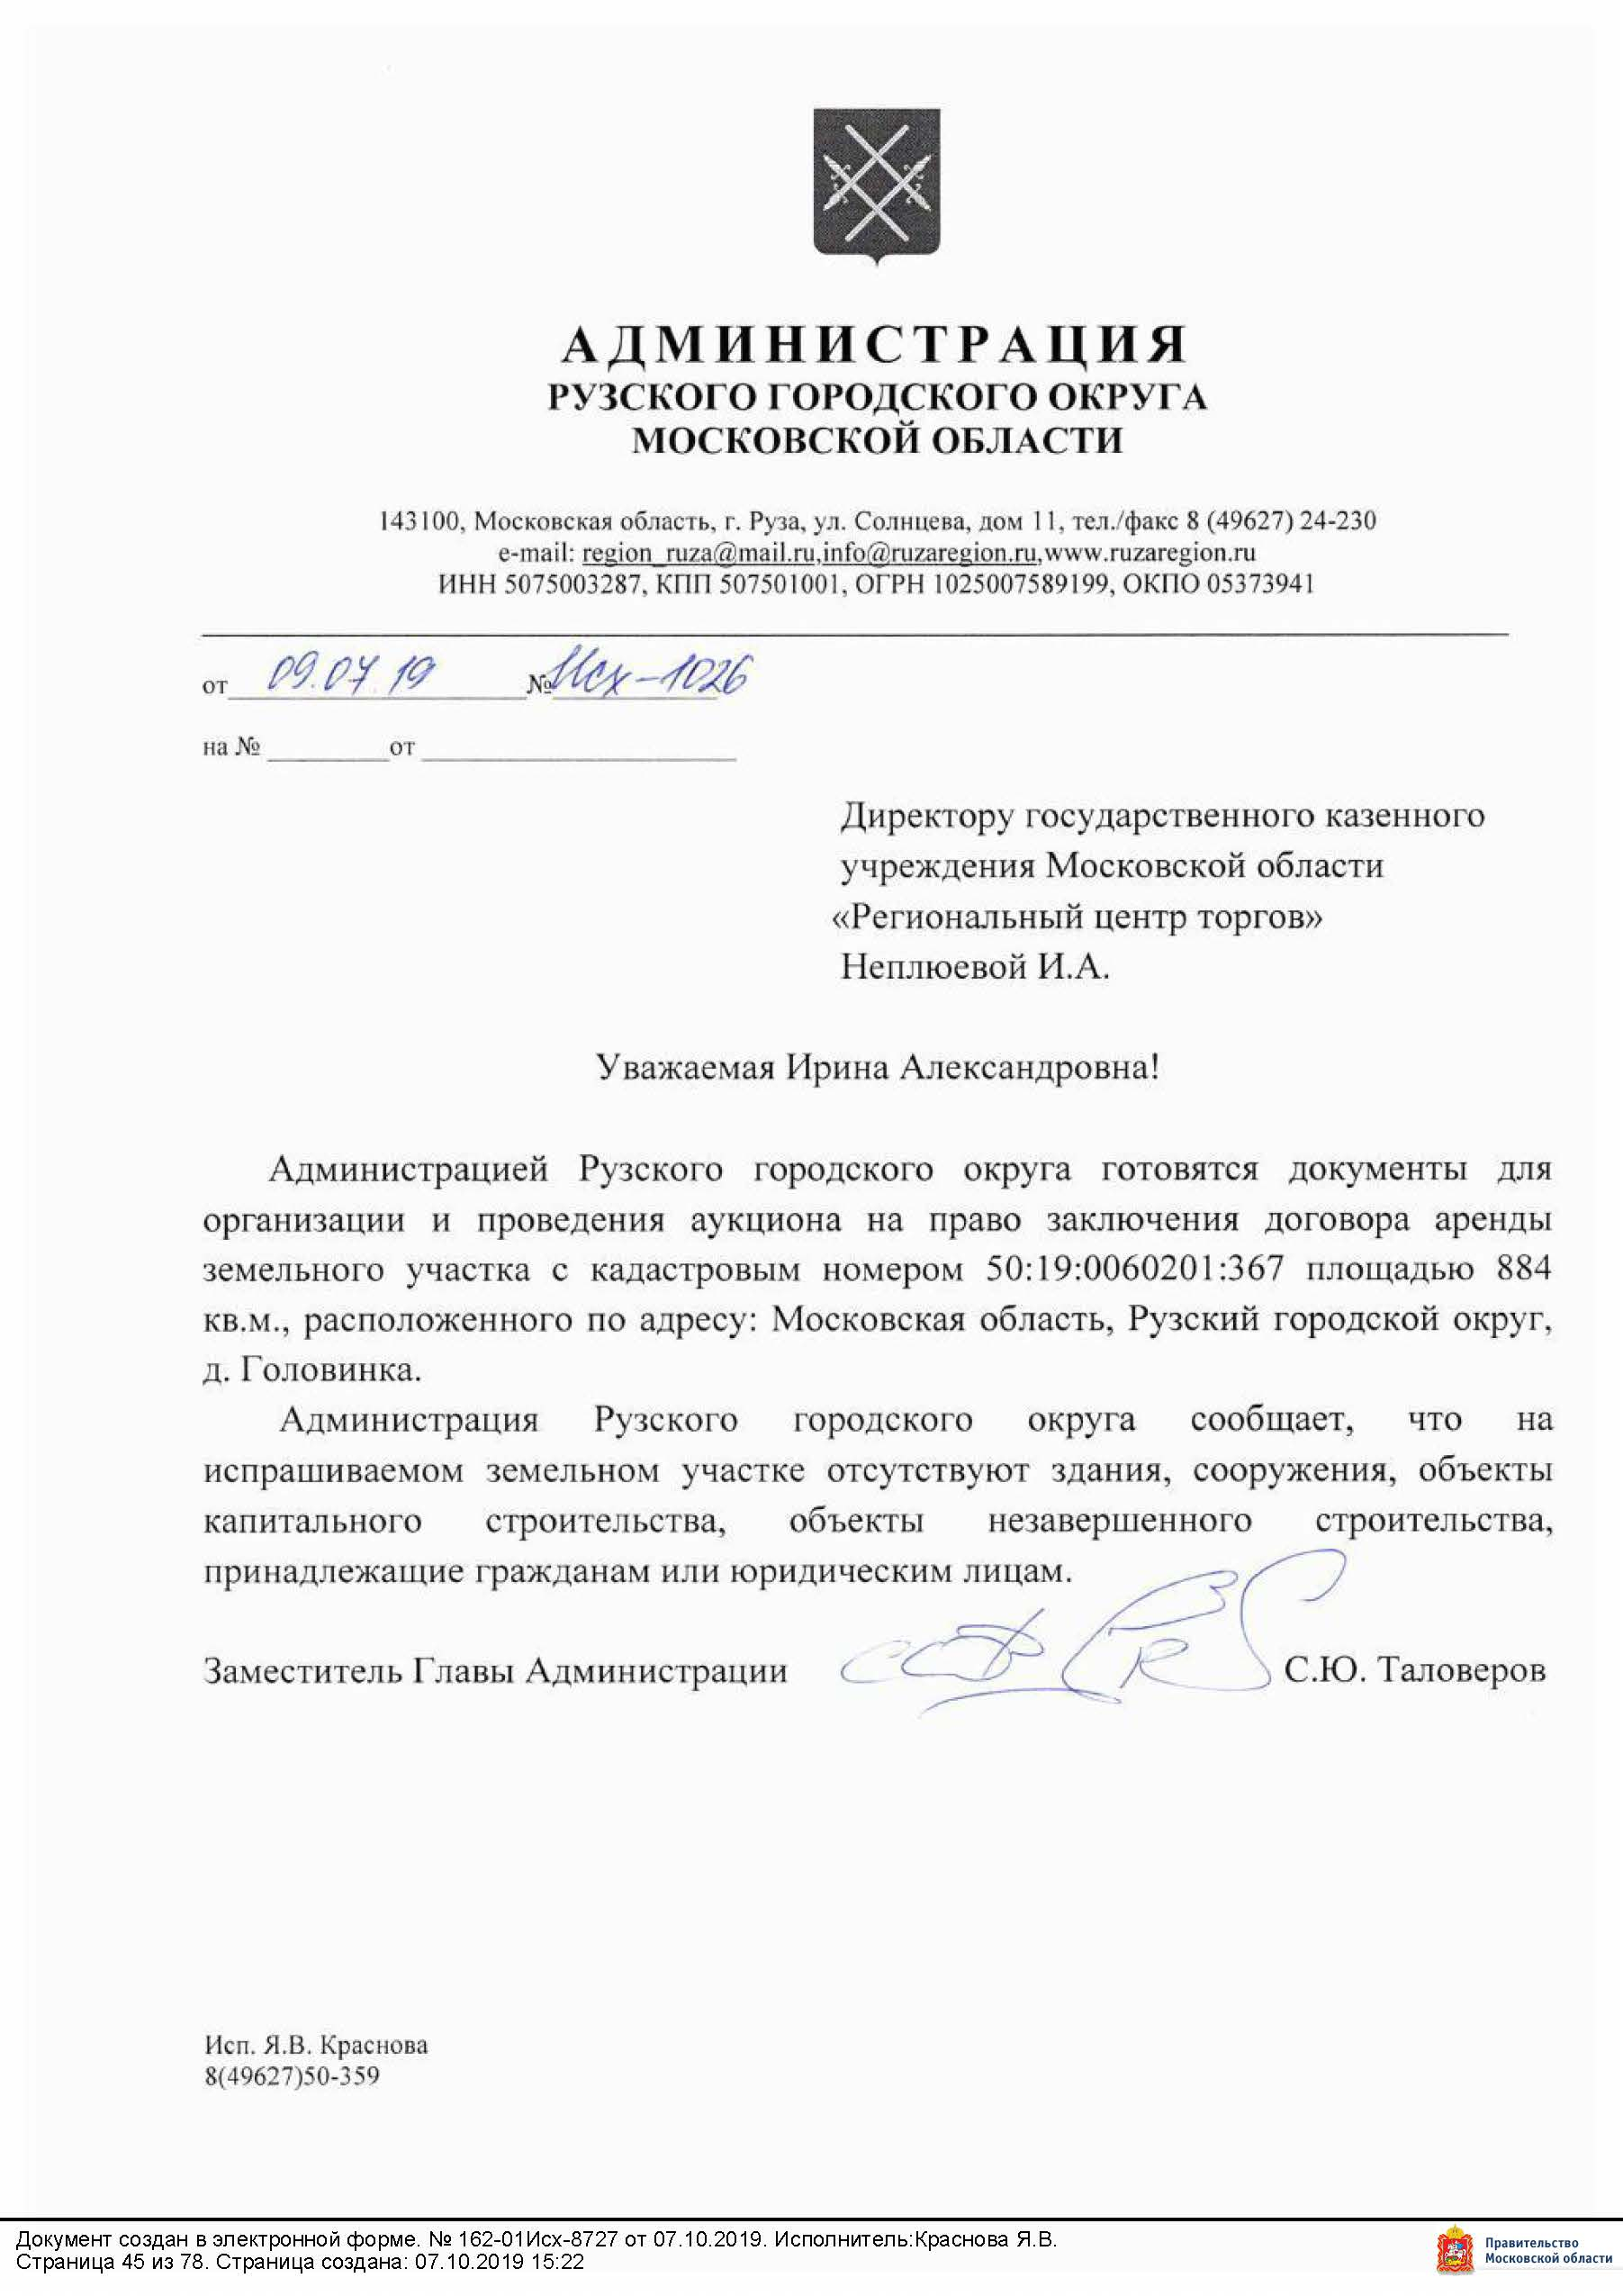 АДМИНИСТРАЦИЯ
РУЗСКОГО ГОРОДСКОГО ОКРУГА
МОСКОВСКОЙ ОБЛАСТИ
143100, Московская область, г. Руза, ул. Солнцева, дом 11, тел./факс 8 (49627) 24-230
e-mail: region_ruza@mail.ru,info@ruzaregion.ru,www.ruzaregion.ru
ИНН 5075003287, КПП 507501001, ОГРН 1025007589199, ОКПО 05373941
от 09.07.19 № Исх-1026
на № от
Директору государственного казенного
учреждения Московской области
«Региональный центр торгов»
Неплюевой И.А.
Уважаемая Ирина Александровна!
Администрацией Рузского городского округа готовятся документы для
организации и проведения аукциона на право заключения договора аренды
земельного участка с кадастровым номером 50:19:0060201:367 площадью 884
кв.м., расположенного по адресу: Московская область, Рузский городской округ,
д. Головинка.
Администрация Рузского городского округа сообщает, что на
испрашиваемом земельном участке отсутствуют здания, сооружения, объекты
капитального строительства, объекты незавершенного строительства,
принадлежащие гражданам или юридическим лицам.
Заместитель Главы Администрации С.Ю. Таловеров
Исп. Я.В. Краснова
8(49627)50-359
Документ создан в электронной форме. № 162-01Исх-8727 от 07.10.2019. Исполнитель:Краснова Я.В.
Страница 45 из 78. Страница создана: 07.10.2019 15:22
Правительство
Московской области